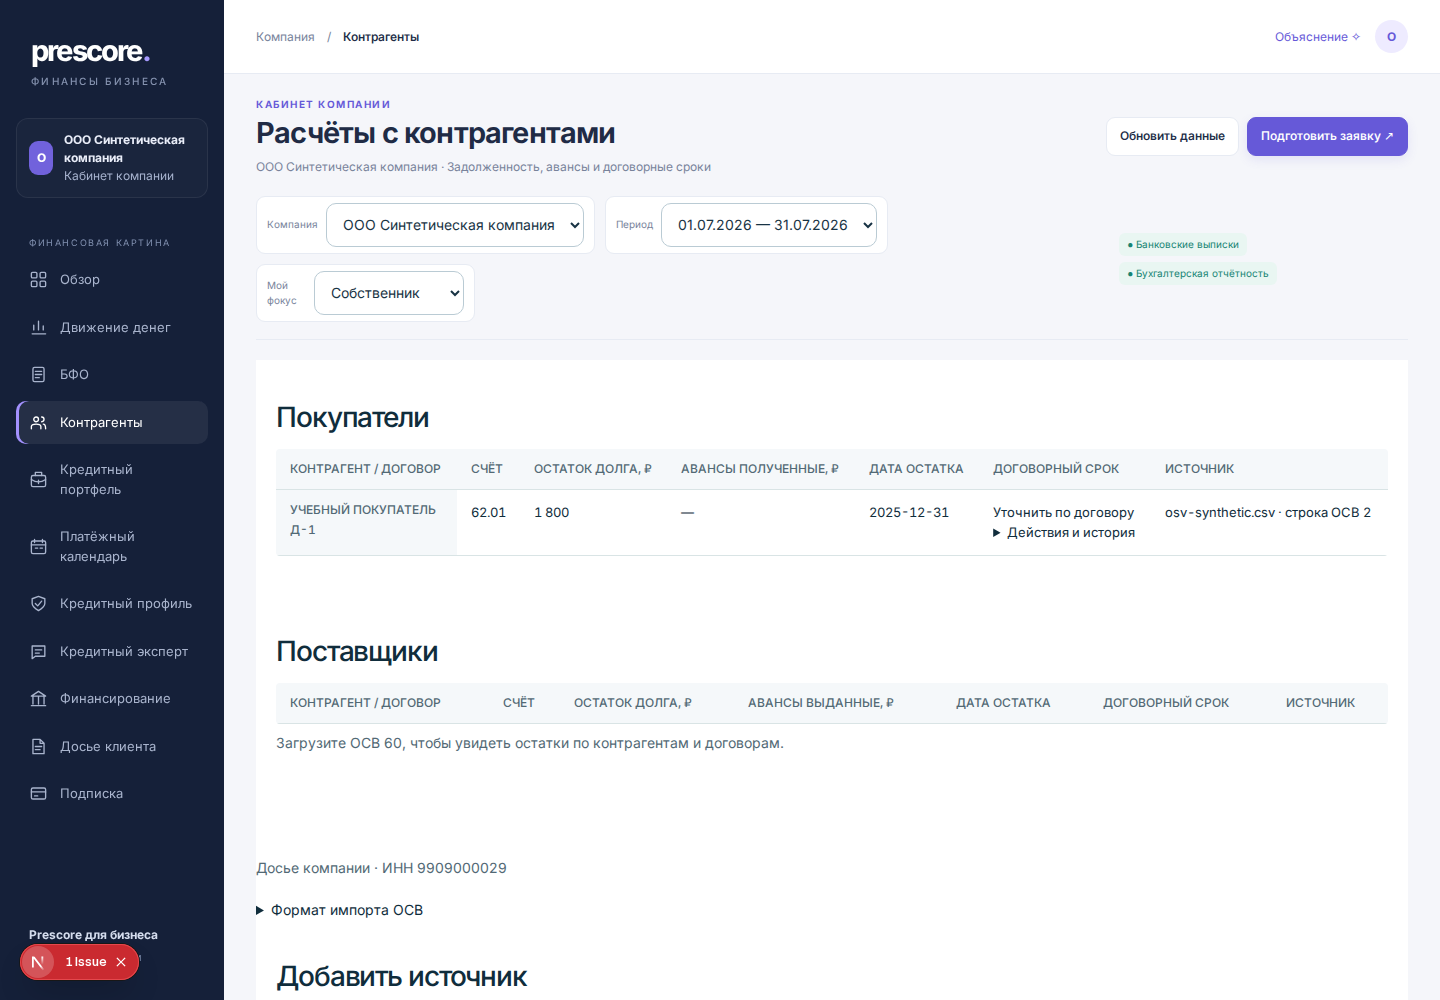 prescore.
ФИНАНСЫ БИЗНЕСА
О
ООО Синтетическая
компания
Кабинет компании
ФИНАНСОВАЯ КАРТИНА
Обзор
Движение денег
БФО
Контрагенты
Кредитный
портфель
Платёжный
календарь
Кредитный профиль
Кредитный эксперт
Финансирование
Досье клиента
Подписка
Prescore для бизнеса
1 Issue
Компания / Контрагенты
Объяснение ✧
О
КАБИНЕТ КОМПАНИИ
Расчёты с контрагентами
ООО Синтетическая компания · Задолженность, авансы и договорные сроки
Обновить данные
Подготовить заявку ↗
Компания
ООО Синтетическая компания
Период
01.07.2026 — 31.07.2026
Мой
фокус
Собственник
● Банковские выписки
● Бухгалтерская отчётность
Покупатели
КОНТРАГЕНТ / ДОГОВОР СЧЁТ ОСТАТОК ДОЛГА, ₽ АВАНСЫ ПОЛУЧЕННЫЕ, ₽ ДАТА ОСТАТКА ДОГОВОРНЫЙ СРОК ИСТОЧНИК
УЧЕБНЫЙ ПОКУПАТЕЛЬ 62.01 1 800 — 2025-12-31 Уточнить по договору osv-synthetic.csv · строка ОСВ 2
Д-1 ▶ Действия и история
Поставщики
КОНТРАГЕНТ / ДОГОВОР СЧЁТ ОСТАТОК ДОЛГА, ₽ АВАНСЫ ВЫДАННЫЕ, ₽ ДАТА ОСТАТКА ДОГОВОРНЫЙ СРОК ИСТОЧНИК
Загрузите ОСВ 60, чтобы увидеть остатки по контрагентам и договорам.
Досье компании · ИНН 9909000029
▶ Формат импорта ОСВ
Добавить источник